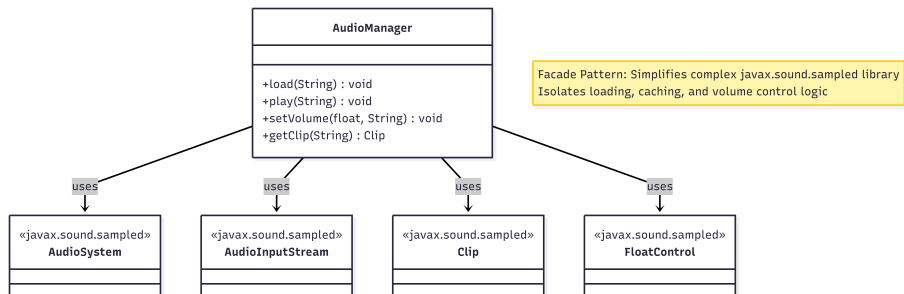 AudioManager
+load(String) : void
+play(String) : void
+setVolume(float, String) : void
+getClip(String) : Clip
Facade Pattern: Simplifies complex javax.sound.sampled library
Isolates loading, caching, and volume control logic
uses
uses
uses
uses
«javax.sound.sampled»
AudioSystem
«javax.sound.sampled»
AudioInputStream
«javax.sound.sampled»
Clip
«javax.sound.sampled»
FloatControl